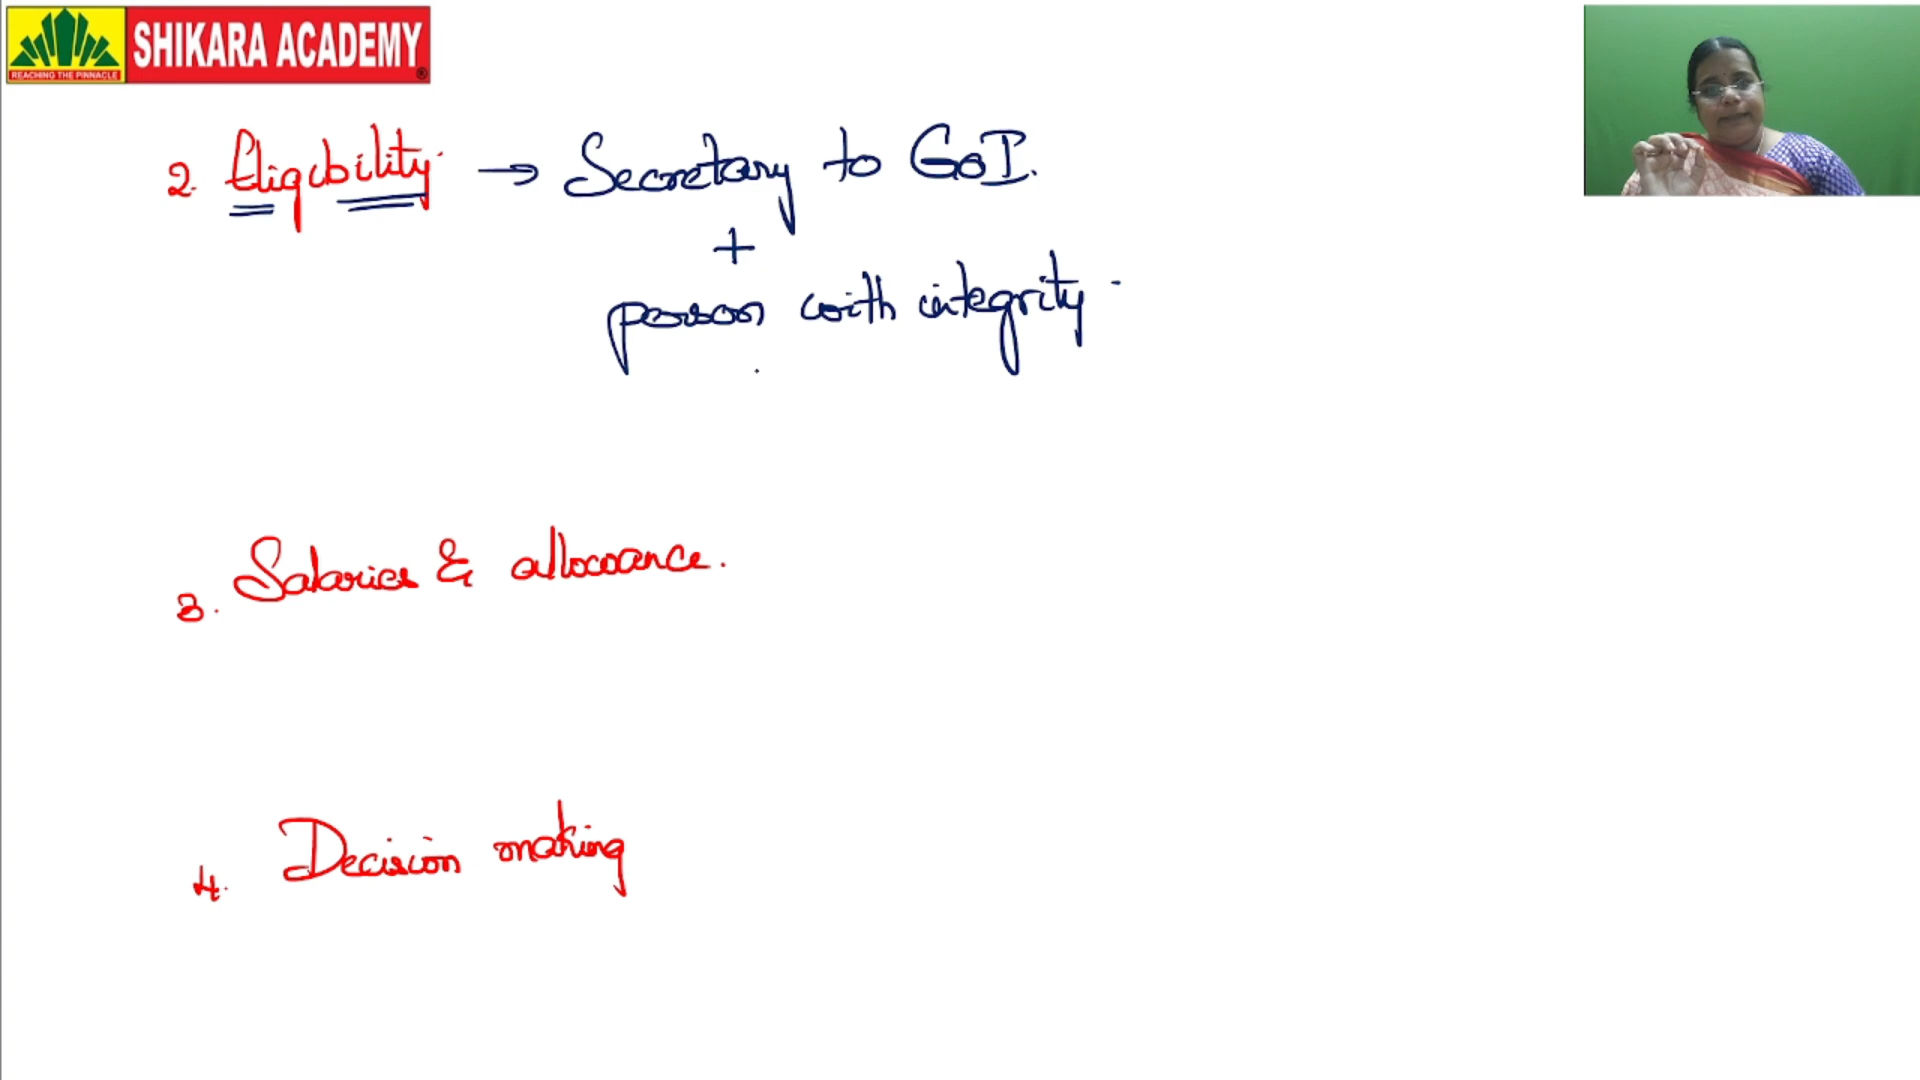 SHIKARA ACADEMY
REACHING THE PINNACLE
2. Eligibility → Secretary to GoI.
+
person with integrity.
3. Salaries & allowance.
4. Decision making